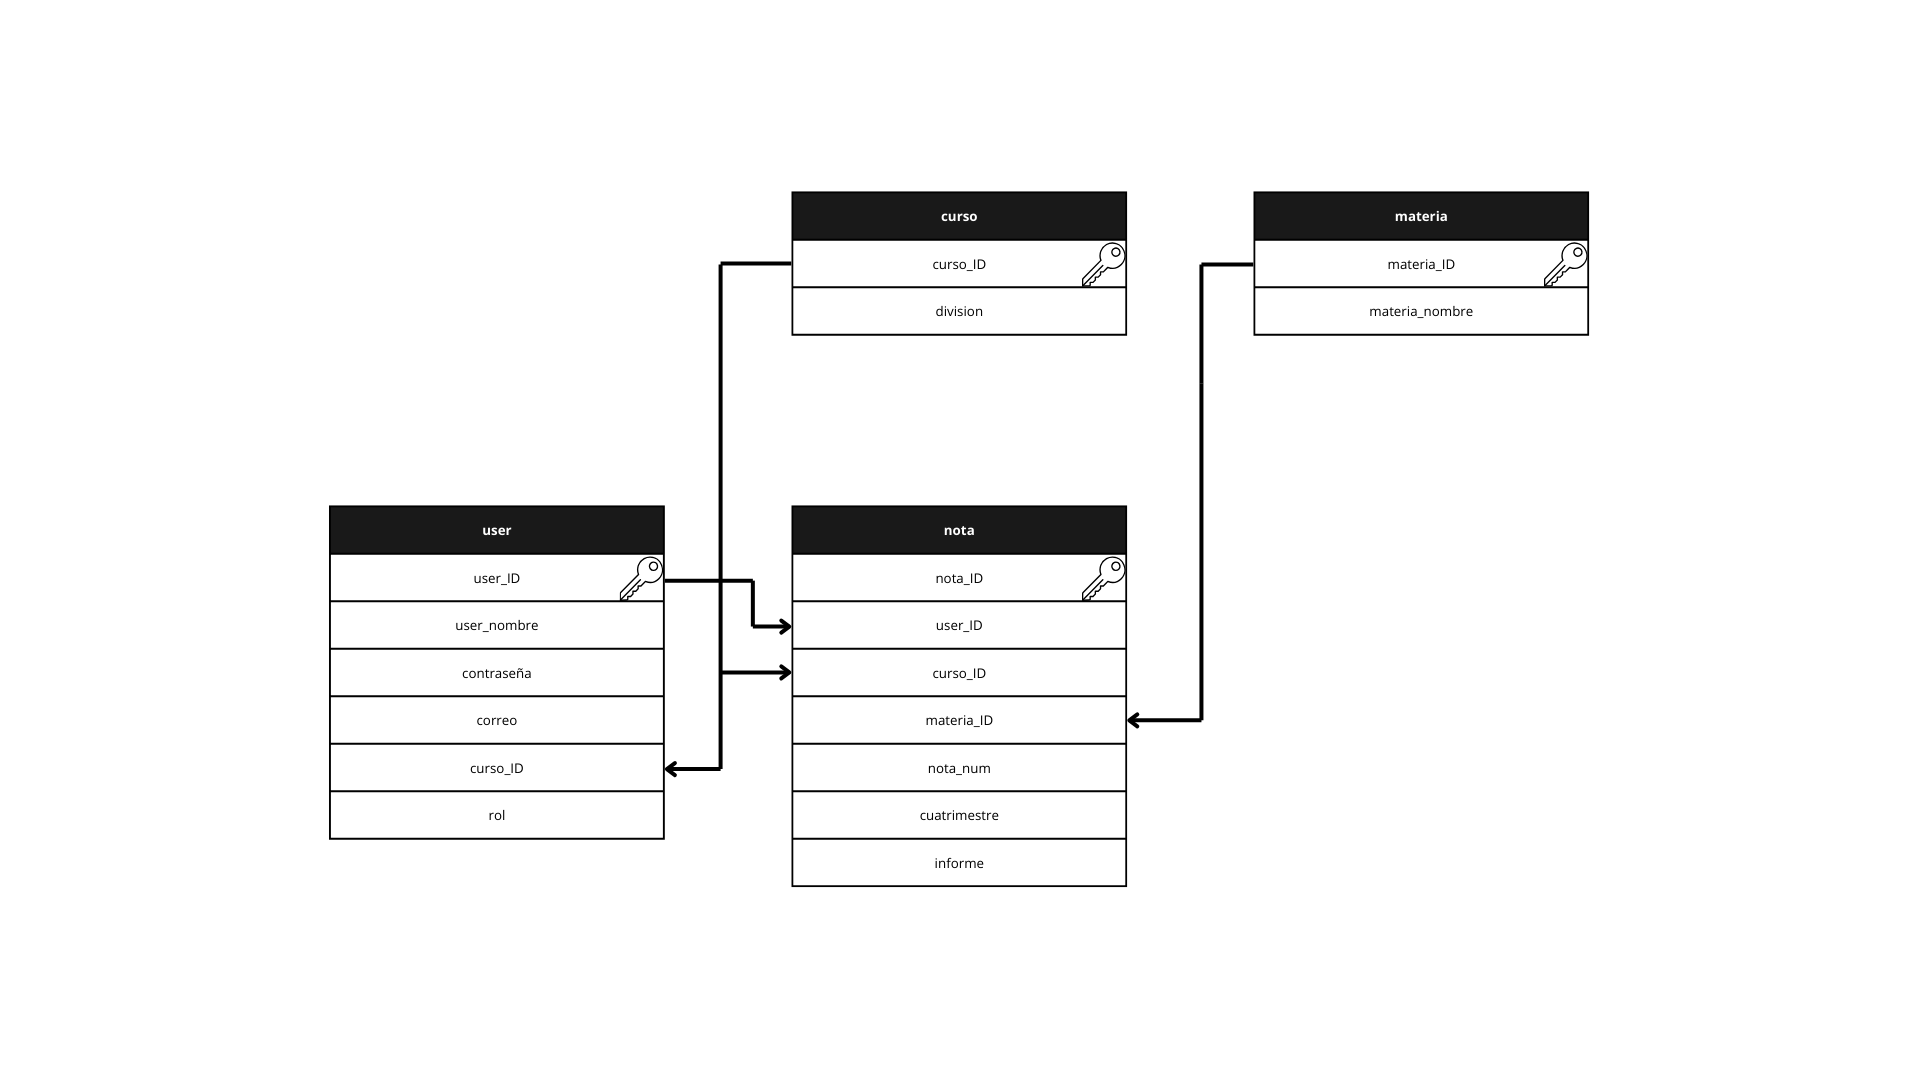 curso
curso_ID
division
materia
materia_ID
materia_nombre
user
user_ID
user_nombre
contraseña
correo
curso_ID
rol
nota
nota_ID
user_ID
curso_ID
materia_ID
nota_num
cuatrimestre
informe